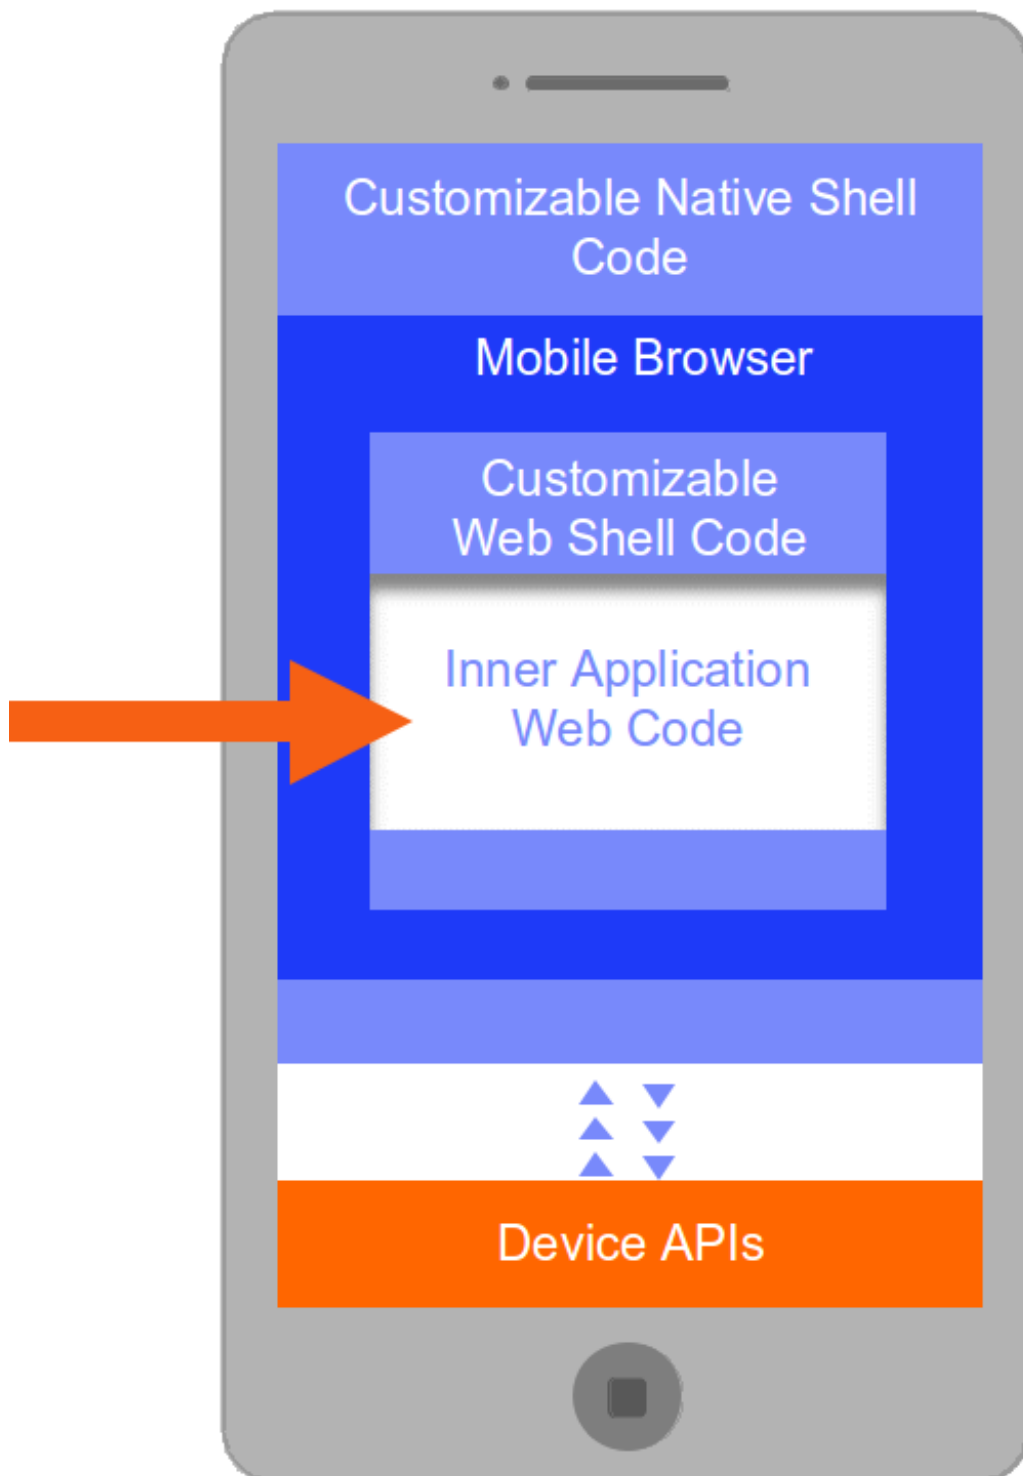 Customizable Native Shell
Code
Mobile Browser
Customizable
Web Shell Code
Inner Application
Web Code
Device APIs